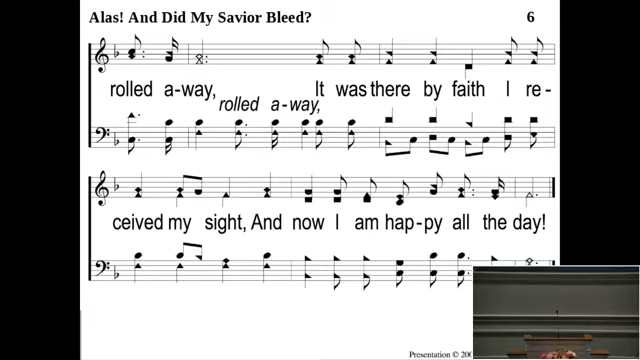 Alas! And Did My Savior Bleed? 6
rolled a-way, It was there by faith I re-
rolled a-way,
ceived my sight, And now I am hap-py all the day!
Presentation © 200